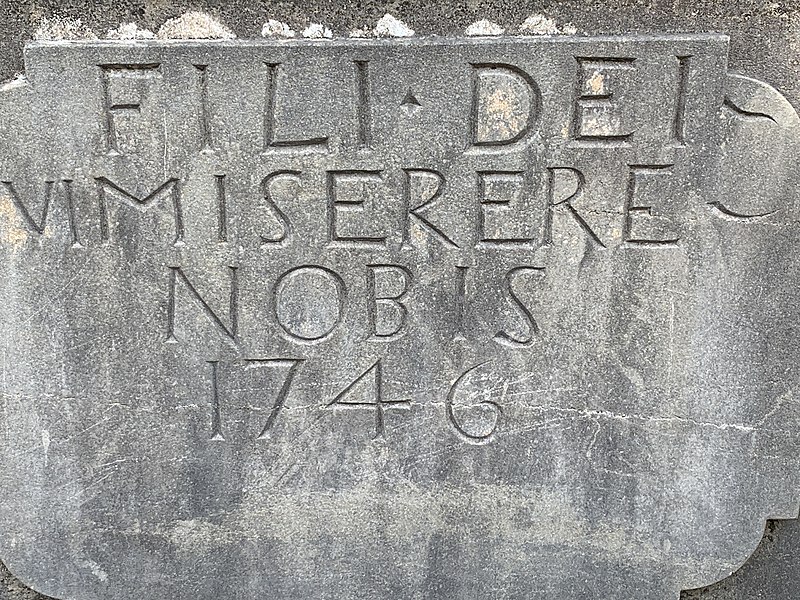 FILI · DEI
VIMISERERE
NOBIS
1746